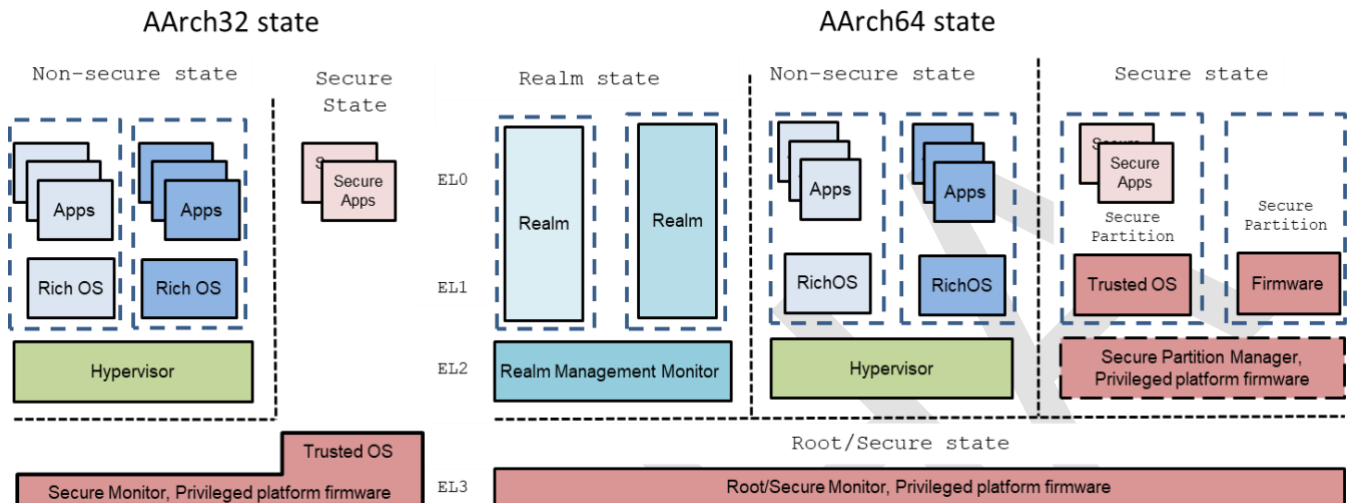 AArch32 state
AArch64 state
Non-secure state
Secure
State
Realm state
Non-secure state
Secure state
Apps
Apps
Secure
Apps
EL0
Realm
Realm
Apps
Apps
Secure
Apps
Secure
Partition
Secure
Partition
Rich OS
Rich OS
EL1
RichOS
RichOS
Trusted OS
Firmware
Hypervisor
EL2
Realm Management Monitor
Hypervisor
Secure Partition Manager,
Privileged platform firmware
Trusted OS
Root/Secure state
Secure Monitor, Privileged platform firmware
EL3
Root/Secure Monitor, Privileged platform firmware